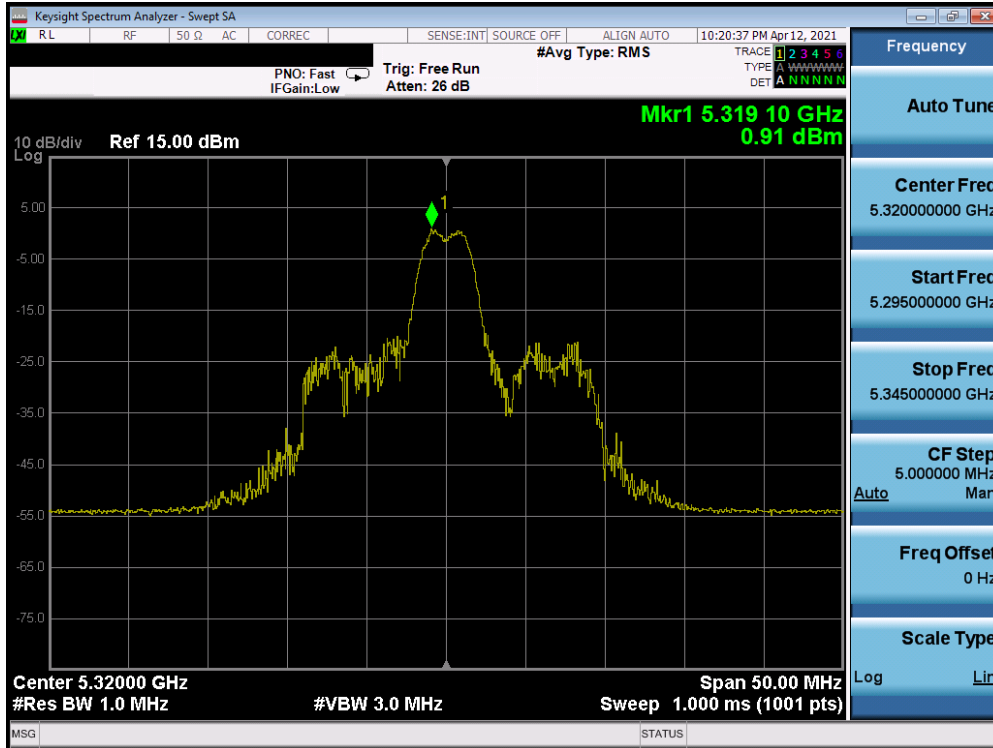 Keysight Spectrum Analyzer - Swept SA
LXI RL RF 50 Ω AC CORREC SENSE:INT SOURCE OFF ALIGN AUTO 10:20:37 PM Apr 12, 2021
#Avg Type: RMS
TRACE 1 2 3 4 5 6
TYPE A WWWWW
DET A N N N N N
PNO: Fast
IFGain:Low
Trig: Free Run
Atten: 26 dB
Mkr1 5.319 10 GHz
0.91 dBm
10 dB/div
Log
Ref 15.00 dBm
1
5.00
-5.00
-15.0
-25.0
-35.0
-45.0
-55.0
-65.0
-75.0
Center 5.32000 GHz
Span 50.00 MHz
#Res BW 1.0 MHz
#VBW 3.0 MHz
Sweep 1.000 ms (1001 pts)
MSG
STATUS
Frequency
Auto Tune
Center Freq
5.320000000 GHz
Start Freq
5.295000000 GHz
Stop Freq
5.345000000 GHz
CF Step
5.000000 MHz
Auto Man
Freq Offset
0 Hz
Scale Type
Log Lin